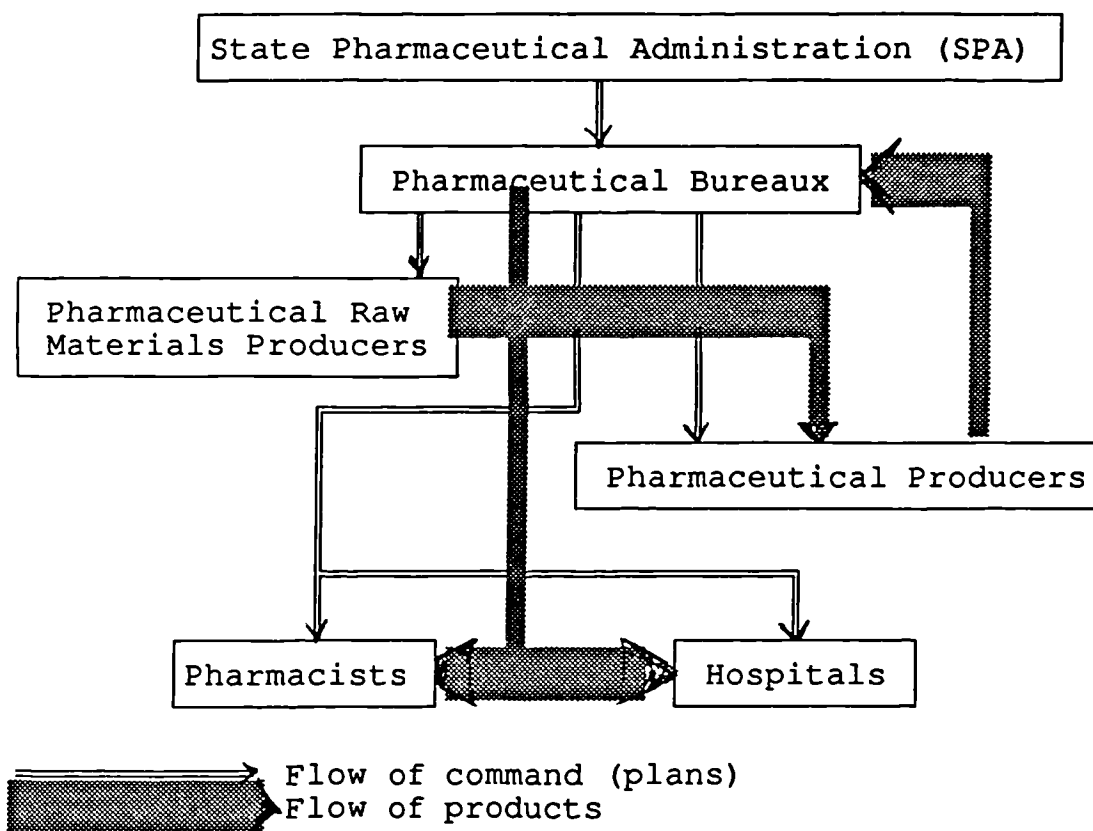 State Pharmaceutical Administration (SPA)
Pharmaceutical Bureaux
Pharmaceutical Raw
Materials Producers
Pharmaceutical Producers
Pharmacists
Hospitals
Flow of command (plans)
Flow of products